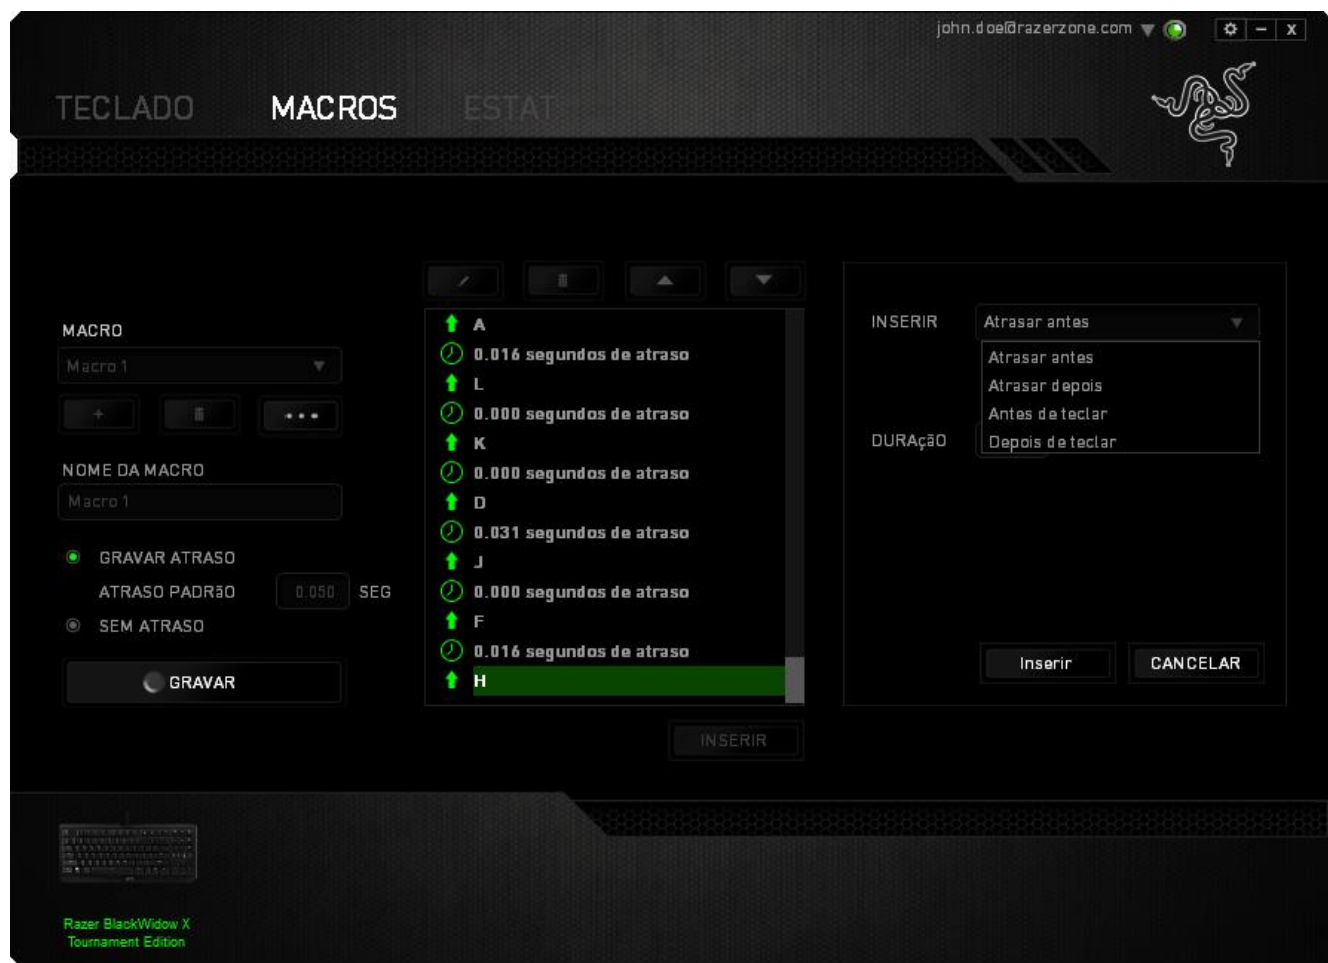 john.doe@razerzone.com
TECLADO
MACROS
ESTAT
MACRO
Macro 1
NOME DA MACRO
Macro 1
GRAVAR ATRASO
ATRASO PADRãO 0.050 SEG
SEM ATRASO
GRAVAR
A
0.016 segundos de atraso
L
0.000 segundos de atraso
K
0.000 segundos de atraso
D
0.031 segundos de atraso
J
0.000 segundos de atraso
F
0.016 segundos de atraso
H
INSERIR
INSERIR Atrasar antes
Atrasar antes
Atrasar depois
Antes de teclar
Depois de teclar
DURAçãO
Inserir
CANCELAR
Razer BlackWidow X
Tournament Edition